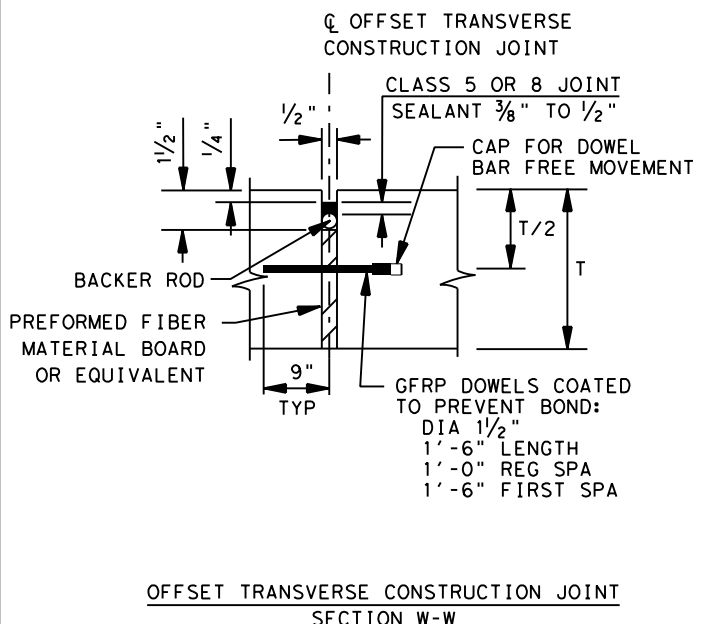 ℄ OFFSET TRANSVERSE
CONSTRUCTION JOINT
CLASS 5 OR 8 JOINT
SEALANT 3/8" TO 1/2"
1/2"
1 1/2"
1/4"
CAP FOR DOWEL
BAR FREE MOVEMENT
T/2
T
BACKER ROD
PREFORMED FIBER
MATERIAL BOARD
OR EQUIVALENT
9"
TYP
GFRP DOWELS COATED
TO PREVENT BOND:
DIA 1 1/2"
1'-6" LENGTH
1'-0" REG SPA
1'-6" FIRST SPA
OFFSET TRANSVERSE CONSTRUCTION JOINT
SECTION W-W